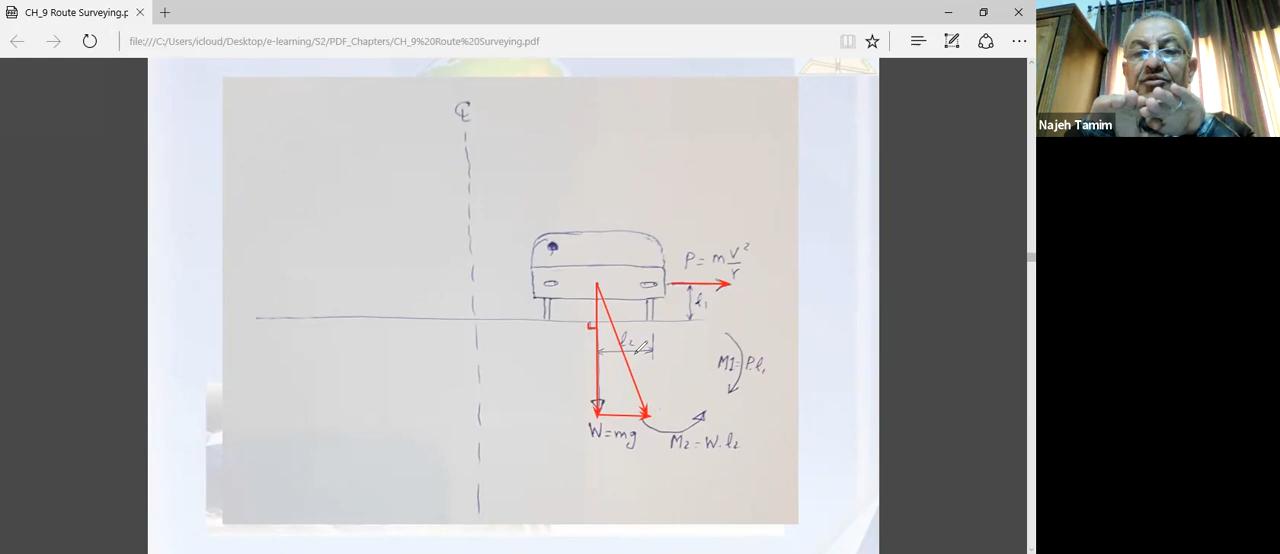 CH_9 Route Surveying.p
file:///C:/Users/icloud/Desktop/e-learning/S2/PDF_Chapters/CH_9%20Route%20Surveying.pdf
Najeh Tamim
℄
P = m v²/r
l₁
l₂
M1 = P.l₁
W = mg
M₂ = W.l₂